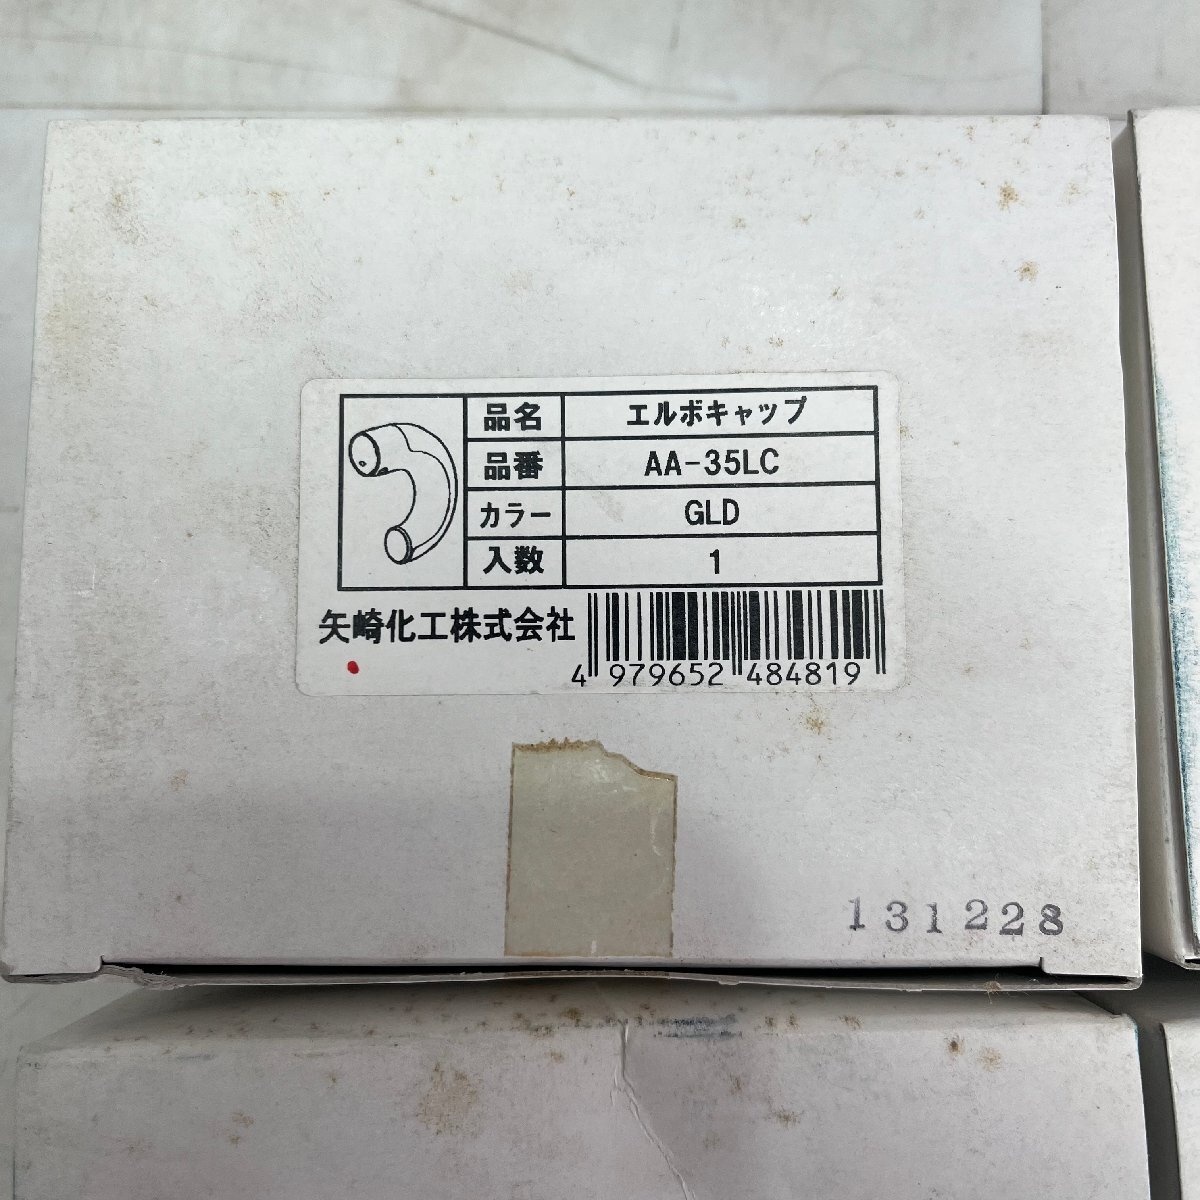 品名 エルボキャップ
品番 AA-35LC
カラー GLD
入数 1
矢崎化工株式会社
4 979652 484819
131228